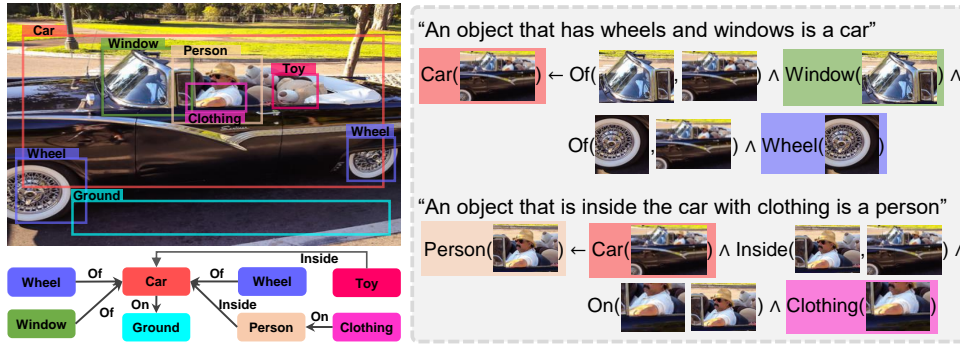 Car
Window
Person
Toy
Clothing
Wheel
Wheel
Ground
Inside
Wheel
Of
Car
Of
Wheel
Toy
Of
On
Inside
Window
Ground
Person
On
Clothing
“An object that has wheels and windows is a car”
Car( ) ← Of( , ) ∧ Window( ) ∧
Of( , ) ∧ Wheel( )
“An object that is inside the car with clothing is a person”
Person( ) ← Car( ) ∧ Inside( , ) ∧
On( , ) ∧ Clothing( )